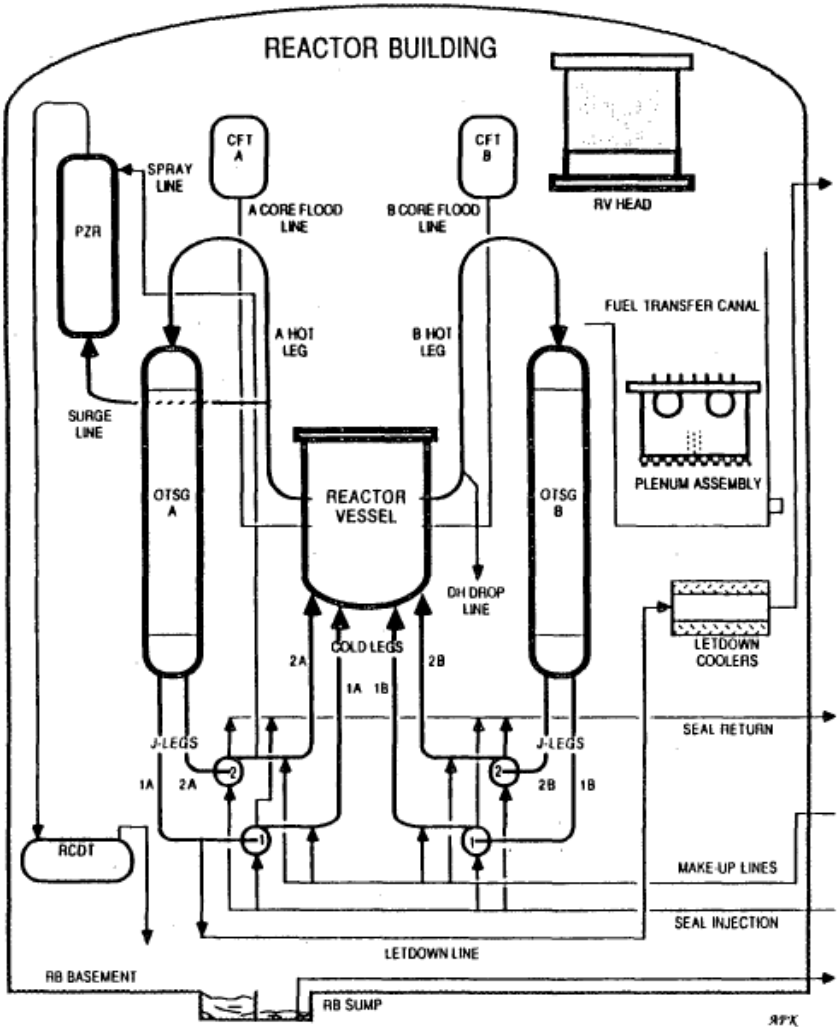 REACTOR BUILDING
CFT
A
CFT
B
SPRAY
LINE
PZR
A CORE FLOOD
LINE
B CORE FLOOD
LINE
RV HEAD
A HOT
LEG
B HOT
LEG
FUEL TRANSFER CANAL
SURGE
LINE
OTSG
A
REACTOR
VESSEL
OTSG
B
PLENUM ASSEMBLY
DH DROP
LINE
COLD LEGS
2A
1A
1B
2B
LETDOWN
COOLERS
J-LEGS
1A
2A
2
1
J-LEGS
2B
1B
2
1
SEAL RETURN
RCDT
MAKE-UP LINES
SEAL INJECTION
LETDOWN LINE
RB BASEMENT
RB SUMP